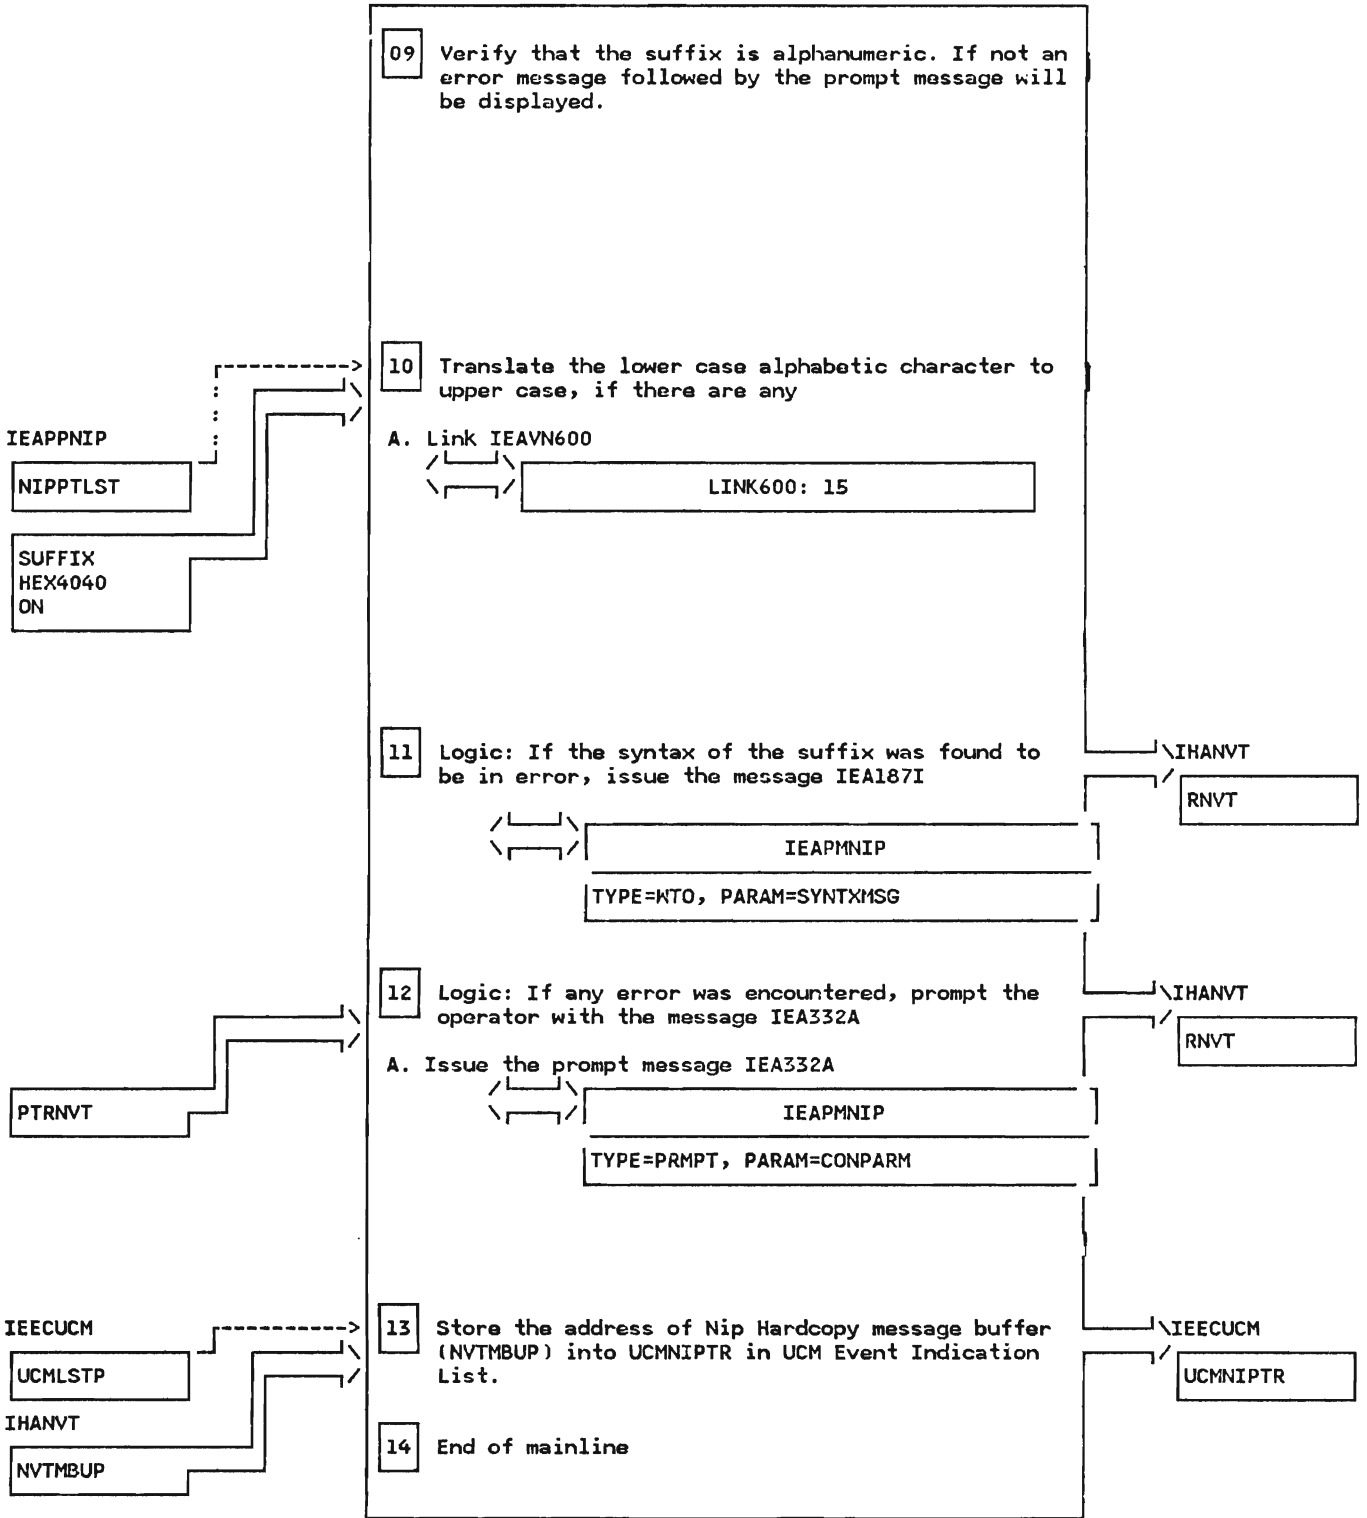 09 Verify that the suffix is alphanumeric. If not an
error message followed by the prompt message will
be displayed.
10 Translate the lower case alphabetic character to
upper case, if there are any
IEAPPNIP
A. Link IEAVN600
NIPPTLST
LINK600: 15
SUFFIX
HEX4040
ON
11 Logic: If the syntax of the suffix was found to
be in error, issue the message IEA187I
IHANVT
RNVT
IEAPMNIP
TYPE=WTO, PARAM=SYNTXMSG
12 Logic: If any error was encountered, prompt the
operator with the message IEA332A
IHANVT
RNVT
A. Issue the prompt message IEA332A
PTRNVT
IEAPMNIP
TYPE=PRMPT, PARAM=CONPARM
IEECUCM
13 Store the address of Nip Hardcopy message buffer
(NVTMBUP) into UCMNIPTR in UCM Event Indication
List.
IEECUCM
UCMLSTP
UCMNIPTR
IHANVT
NVTMBUP
14 End of mainline